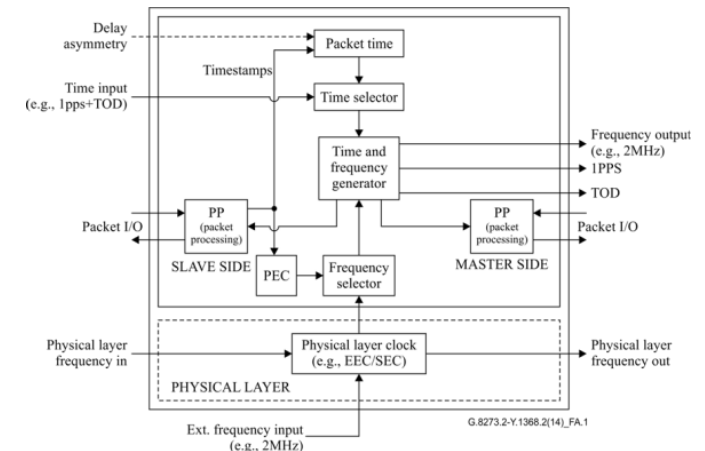 Delay
asymmetry
Packet time
Timestamps
Time input
(e.g., 1pps+TOD)
Time selector
Time and
frequency
generator
Frequency output
(e.g., 2MHz)
1PPS
TOD
Packet I/O
PP
(packet
processing)
SLAVE SIDE
PEC
Frequency
selector
PP
(packet
processing)
MASTER SIDE
Packet I/O
Physical layer
frequency in
Physical layer clock
(e.g., EEC/SEC)
PHYSICAL LAYER
Physical layer
frequency out
Ext. frequency input
(e.g., 2MHz)
G.8273.2-Y.1368.2(14)_FA.1